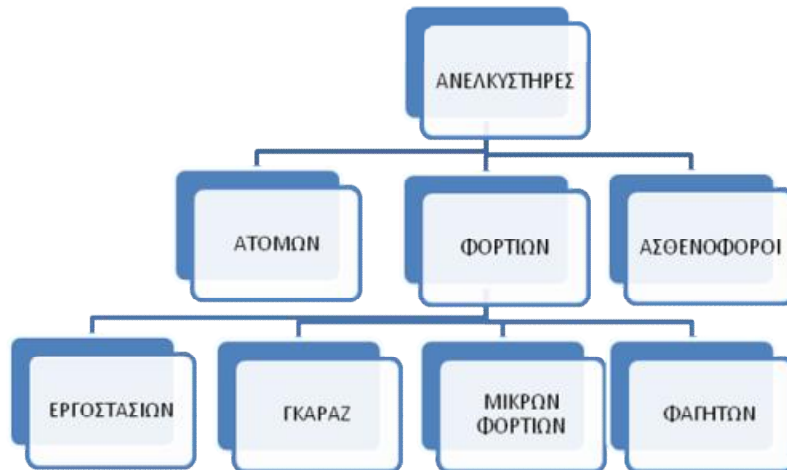 ΑΝΕΛΚΥΣΤΗΡΕΣ
ΑΤΟΜΩΝ
ΦΟΡΤΙΩΝ
ΑΣΘΕΝΟΦΟΡΟΙ
ΕΡΓΟΣΤΑΣΙΩΝ
ΓΚΑΡΑΖ
ΜΙΚΡΩΝ
ΦΟΡΤΙΩΝ
ΦΑΓΗΤΩΝ